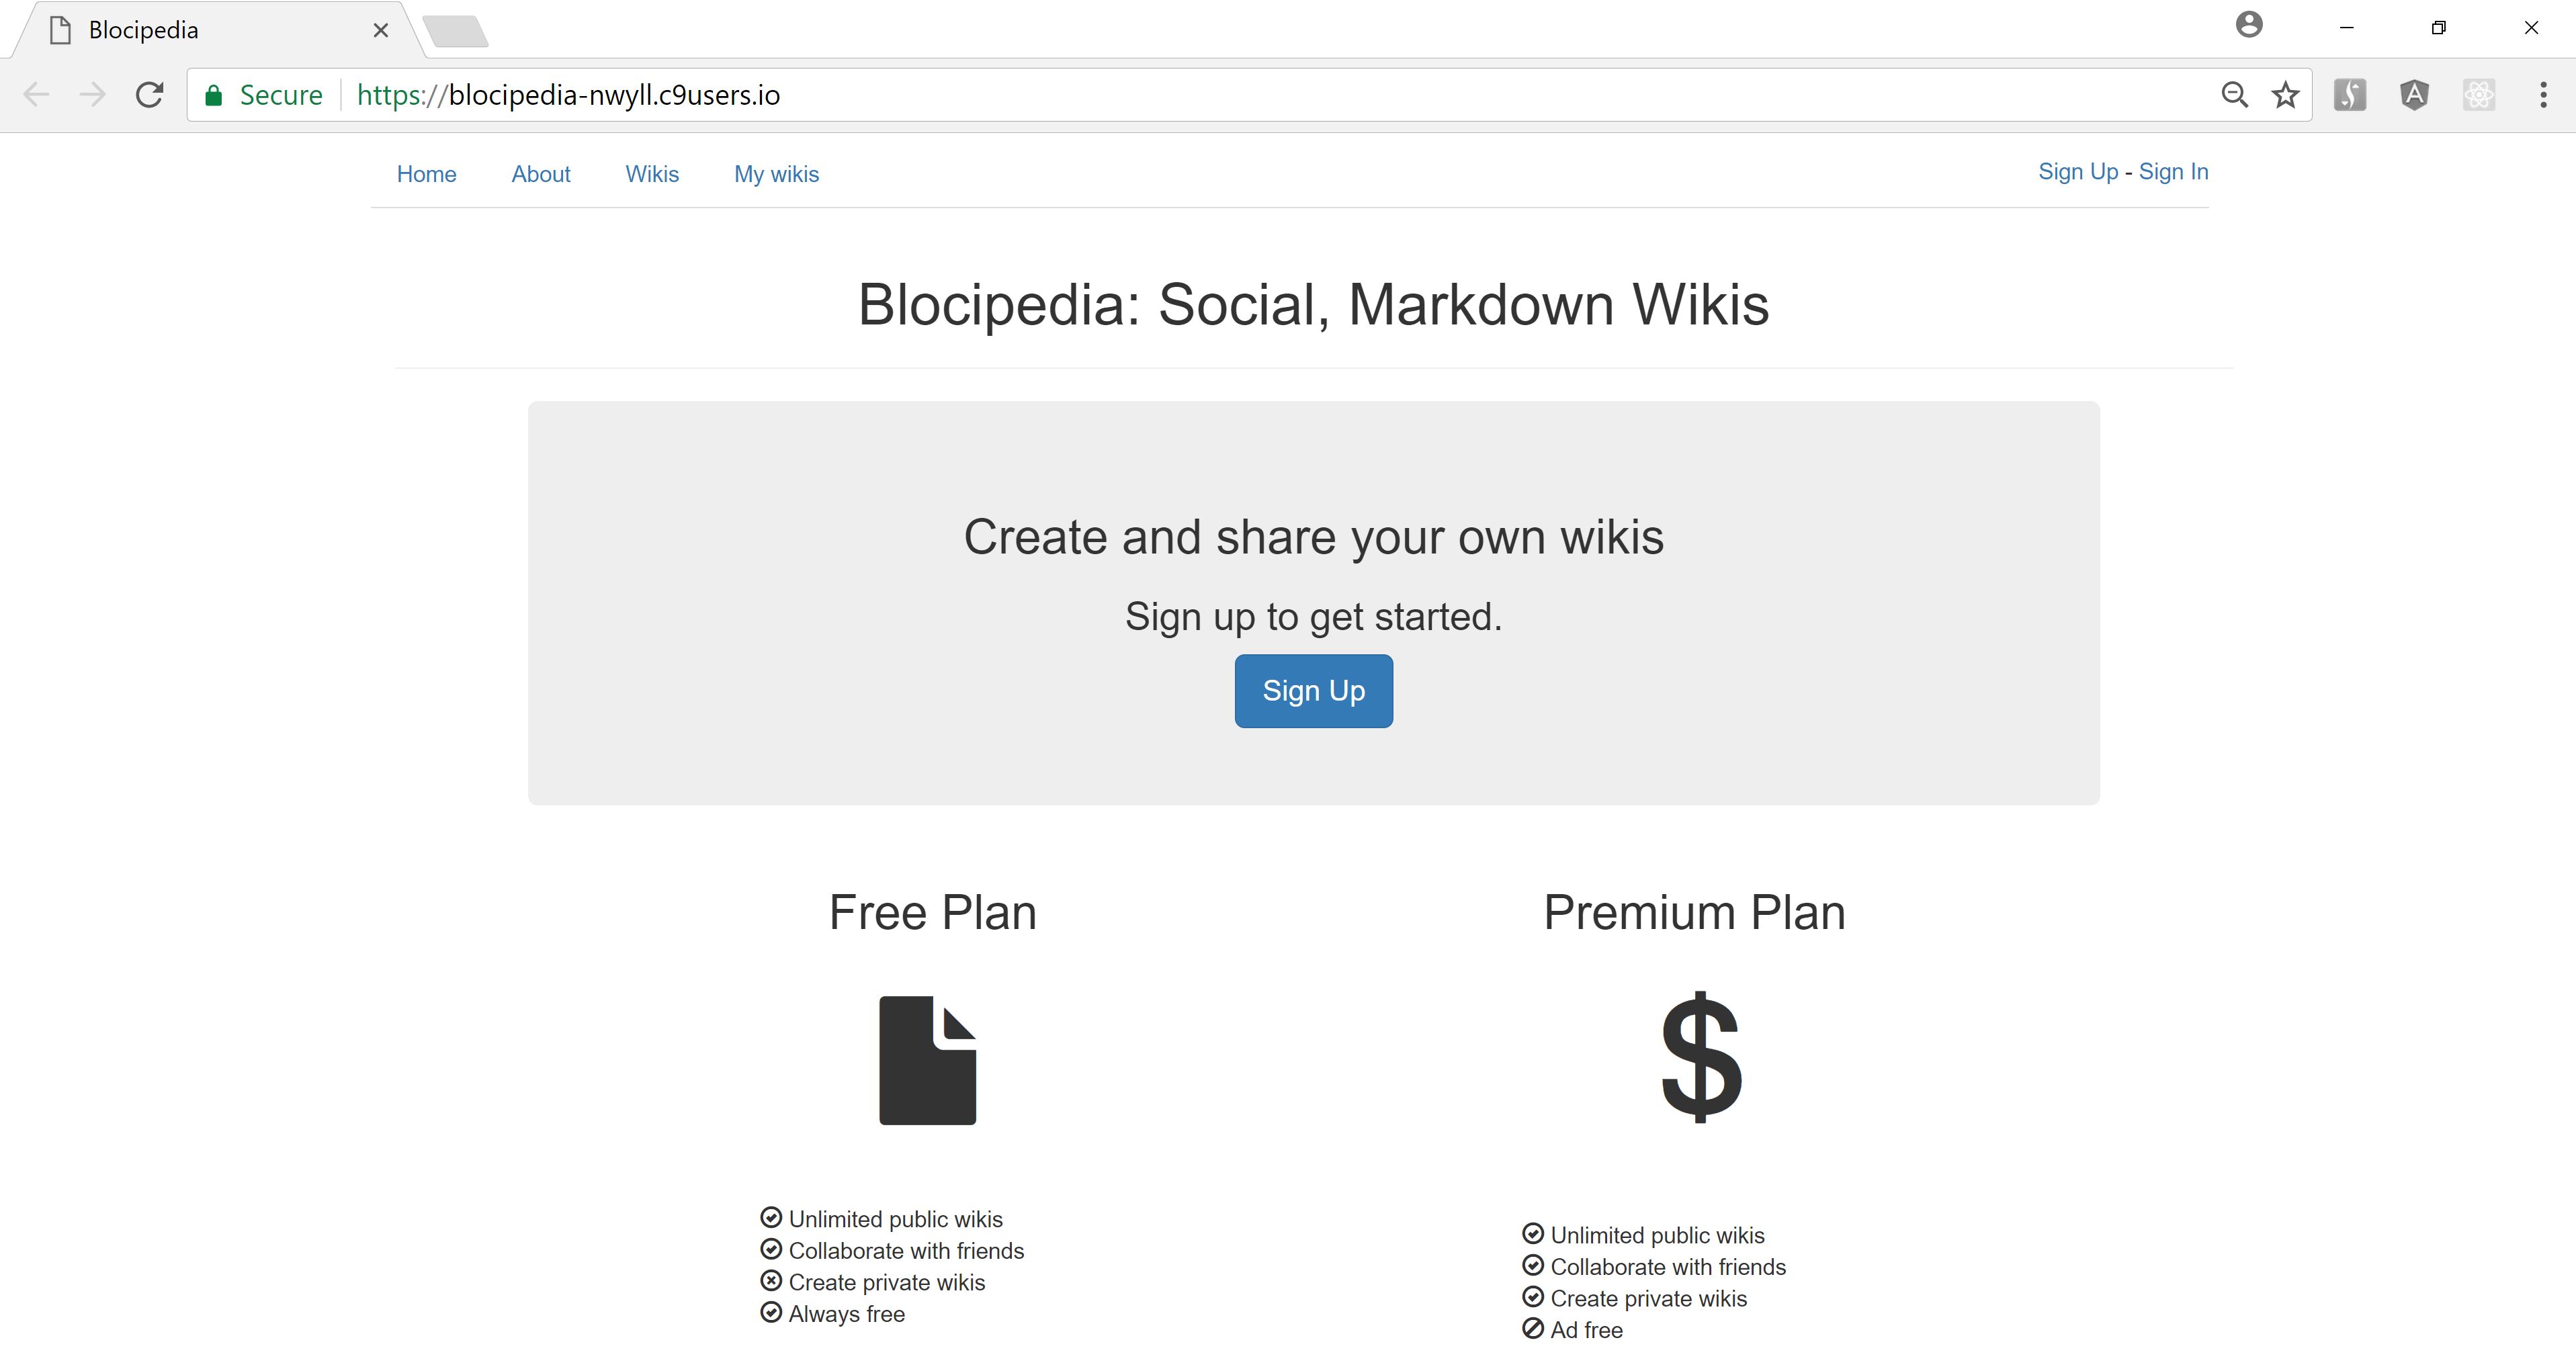 Blocipedia
Secure https://blocipedia-nwyll.c9users.io
Home About Wikis My wikis Sign Up - Sign In
Blocipedia: Social, Markdown Wikis
Create and share your own wikis
Sign up to get started.
Sign Up
Free Plan
Unlimited public wikis
Collaborate with friends
Create private wikis
Always free
Premium Plan
$
Unlimited public wikis
Collaborate with friends
Create private wikis
Ad free